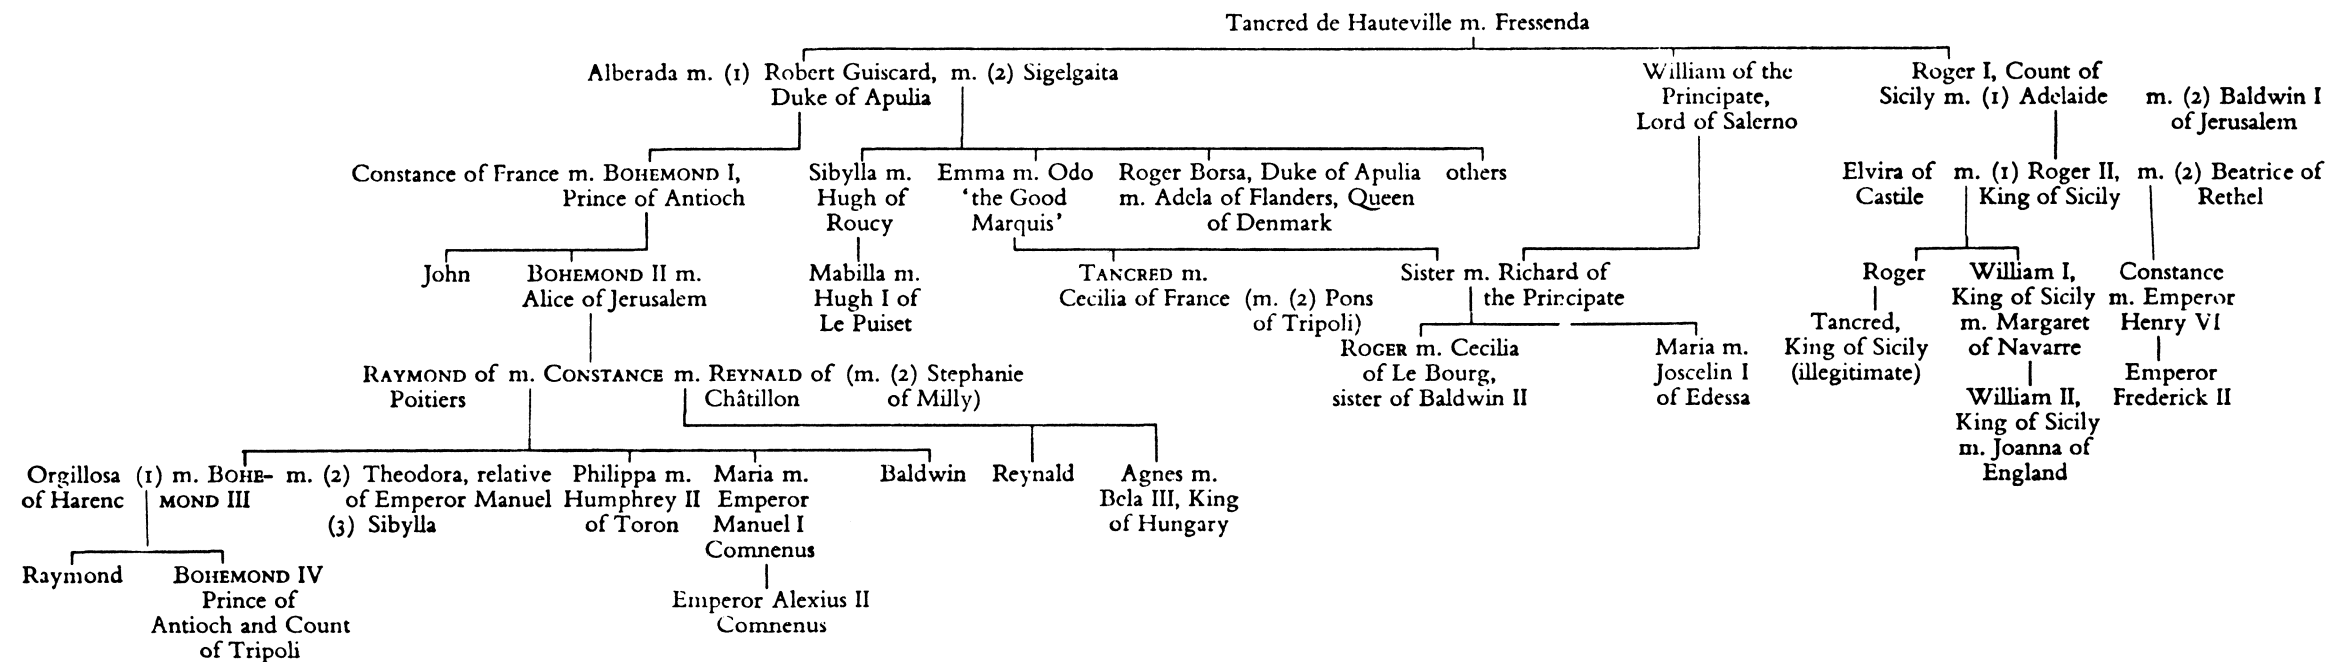 Tancred de Hauteville m. Fressenda
Alberada m. (1) Robert Guiscard, m. (2) Sigelgaita
Duke of Apulia
William of the
Principate,
Lord of Salerno
Roger I, Count of
Sicily m. (1) Adelaide m. (2) Baldwin I
of Jerusalem
Constance of France m. BOHEMOND I,
Prince of Antioch
Sibylla m.
Hugh of
Roucy
Emma m. Odo
‘the Good
Marquis’
Roger Borsa, Duke of Apulia
m. Adela of Flanders, Queen
of Denmark
others
Elvira of m. (1) Roger II, m. (2) Beatrice of
Castile King of Sicily Rethel
John
BOHEMOND II m.
Alice of Jerusalem
Mabilla m.
Hugh I of
Le Puiset
TANCRED m.
Cecilia of France (m. (2) Pons
of Tripoli)
Sister m. Richard of
the Principate
Roger
William I,
King of Sicily
m. Margaret
of Navarre
Constance
m. Emperor
Henry VI
Tancred,
King of Sicily
(illegitimate)
ROGER m. Cecilia
of Le Bourg,
sister of Baldwin II
Maria m.
Joscelin I
of Edessa
Emperor
Frederick II
William II,
King of Sicily
m. Joanna of
England
RAYMOND of m. CONSTANCE m. REYNALD of (m. (2) Stephanie
Poitiers Châtillon of Milly)
Orgillosa (1) m. BOHE- m. (2) Theodora, relative
of Harenc MOND III of Emperor Manuel
(3) Sibylla
Philippa m.
Humphrey II
of Toron
Maria m.
Emperor
Manuel I
Comnenus
Baldwin
Reynald
Agnes m.
Bela III, King
of Hungary
Raymond
BOHEMOND IV
Prince of
Antioch and Count
of Tripoli
Emperor Alexius II
Comnenus